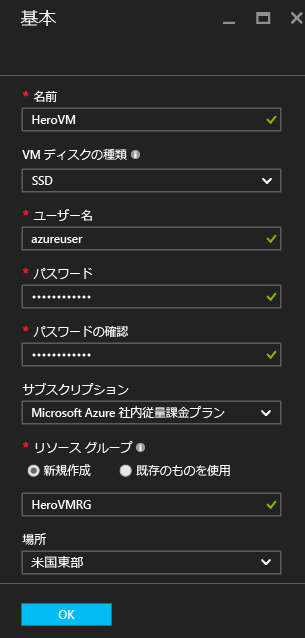 基本
* 名前
HeroVM
VM ディスクの種類
SSD
* ユーザー名
azureuser
* パスワード
••••••••••••
* パスワードの確認
••••••••••••
サブスクリプション
Microsoft Azure 社内従量課金プラン
* リソース グループ
新規作成 既存のものを使用
HeroVMRG
場所
米国東部
OK